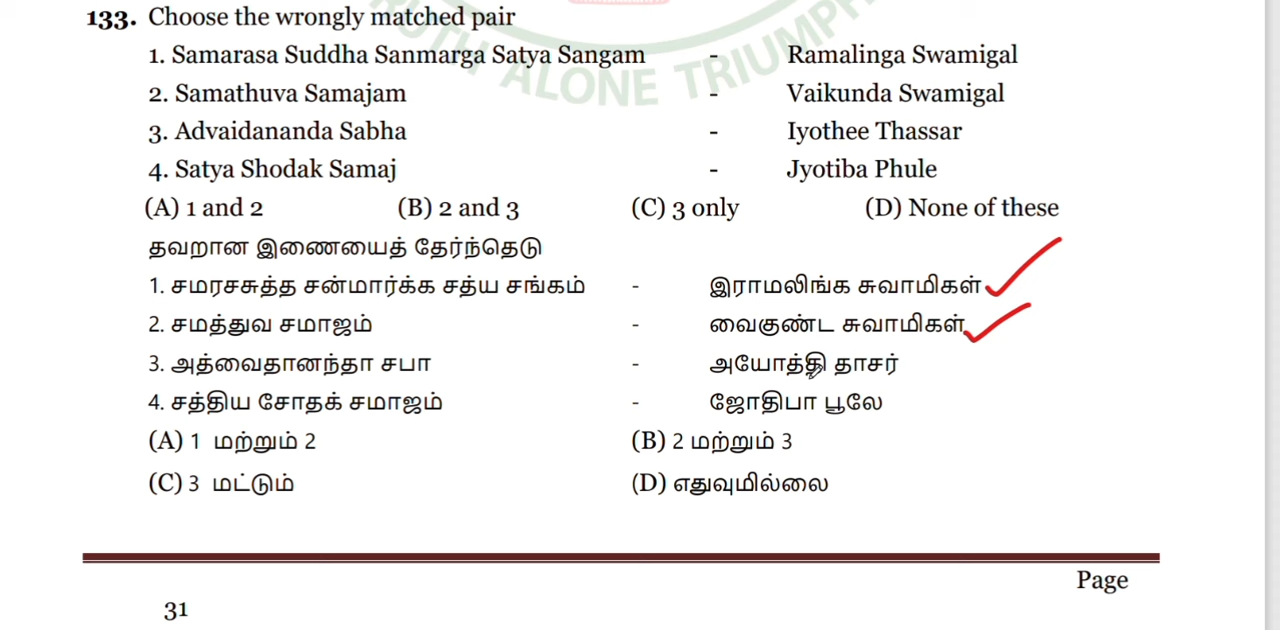 TRUTH ALONE TRIUMPH
133. Choose the wrongly matched pair
1. Samarasa Suddha Sanmarga Satya Sangam - Ramalinga Swamigal
2. Samathuva Samajam - Vaikunda Swamigal
3. Advaidananda Sabha - Iyothee Thassar
4. Satya Shodak Samaj - Jyotiba Phule
(A) 1 and 2 (B) 2 and 3 (C) 3 only (D) None of these
தவறான இணையைத் தேர்ந்தெடு
1. சமரசசுத்த சன்மார்க்க சத்ய சங்கம் - இராமலிங்க சுவாமிகள்
2. சமத்துவ சமாஜம் - வைகுண்ட சுவாமிகள்
3. அத்வைதானந்தா சபா - அயோத்தி தாசர்
4. சத்திய சோதக் சமாஜம் - ஜோதிபா பூலே
(A) 1 மற்றும் 2 (B) 2 மற்றும் 3
(C) 3 மட்டும் (D) எதுவுமில்லை
Page
31